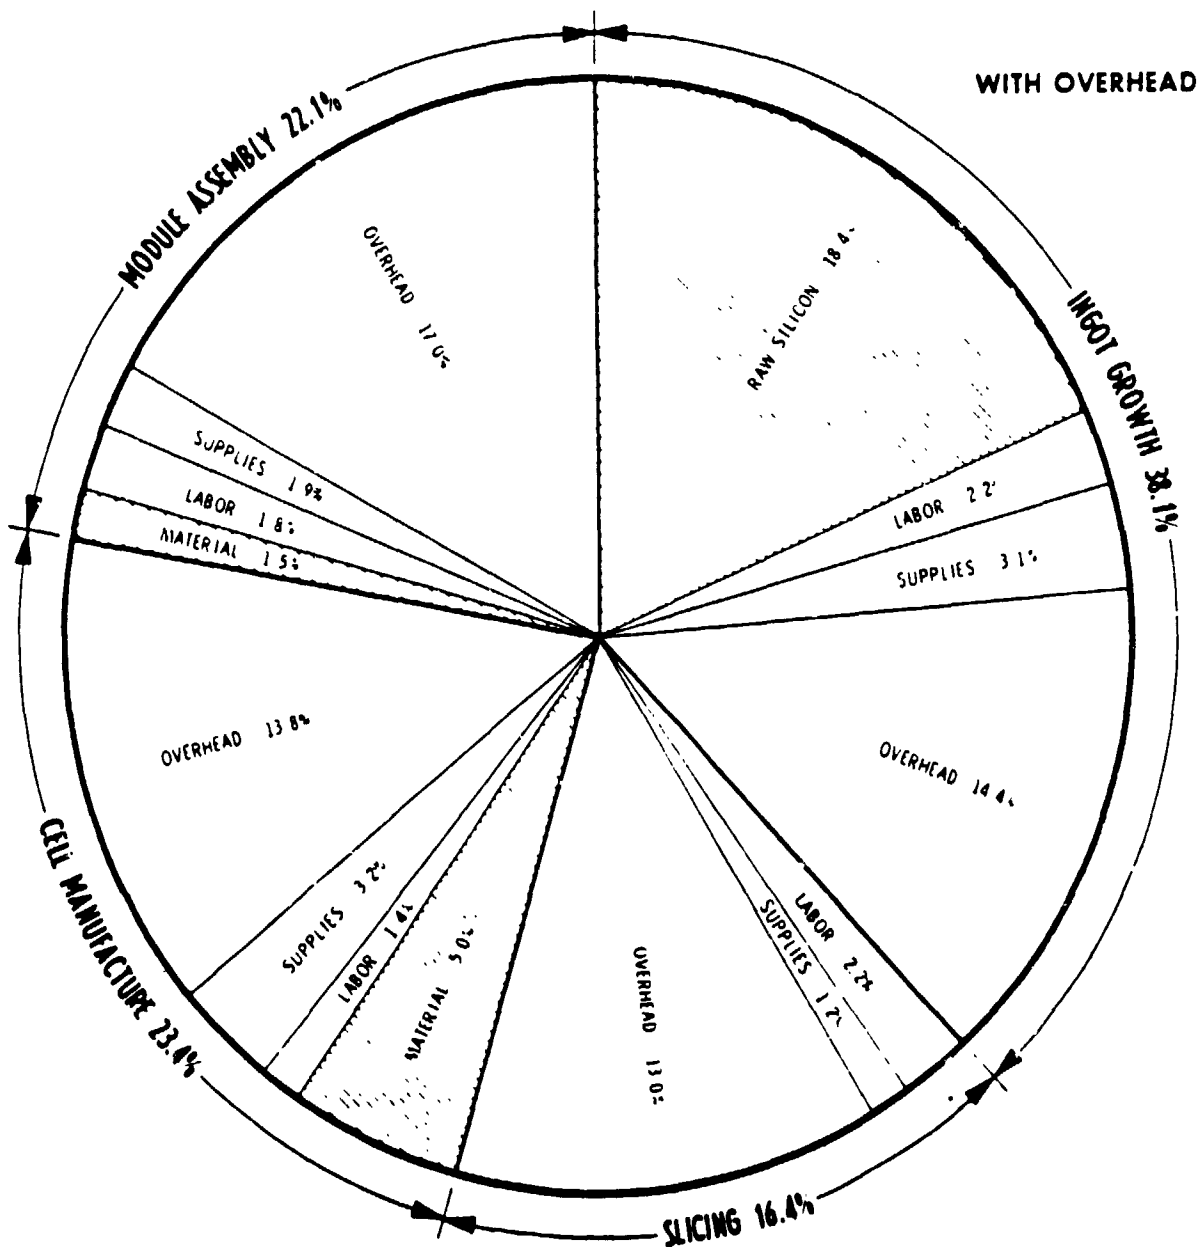 WITH OVERHEAD
MODULE ASSEMBLY 22.1%
INGOT GROWTH 38.1%
CELL MANUFACTURE 23.4%
SLICING 16.4%
RAW SILICON 18.4%
LABOR 2.2%
SUPPLIES 3.1%
OVERHEAD 14.4%
LABOR 2.2%
SUPPLIES 1.2%
OVERHEAD 13.0%
MATERIAL 5.0%
LABOR 1.4%
SUPPLIES 3.2%
OVERHEAD 13.8%
MATERIAL 1.5%
LABOR 1.8%
SUPPLIES 1.9%
OVERHEAD 17.0%